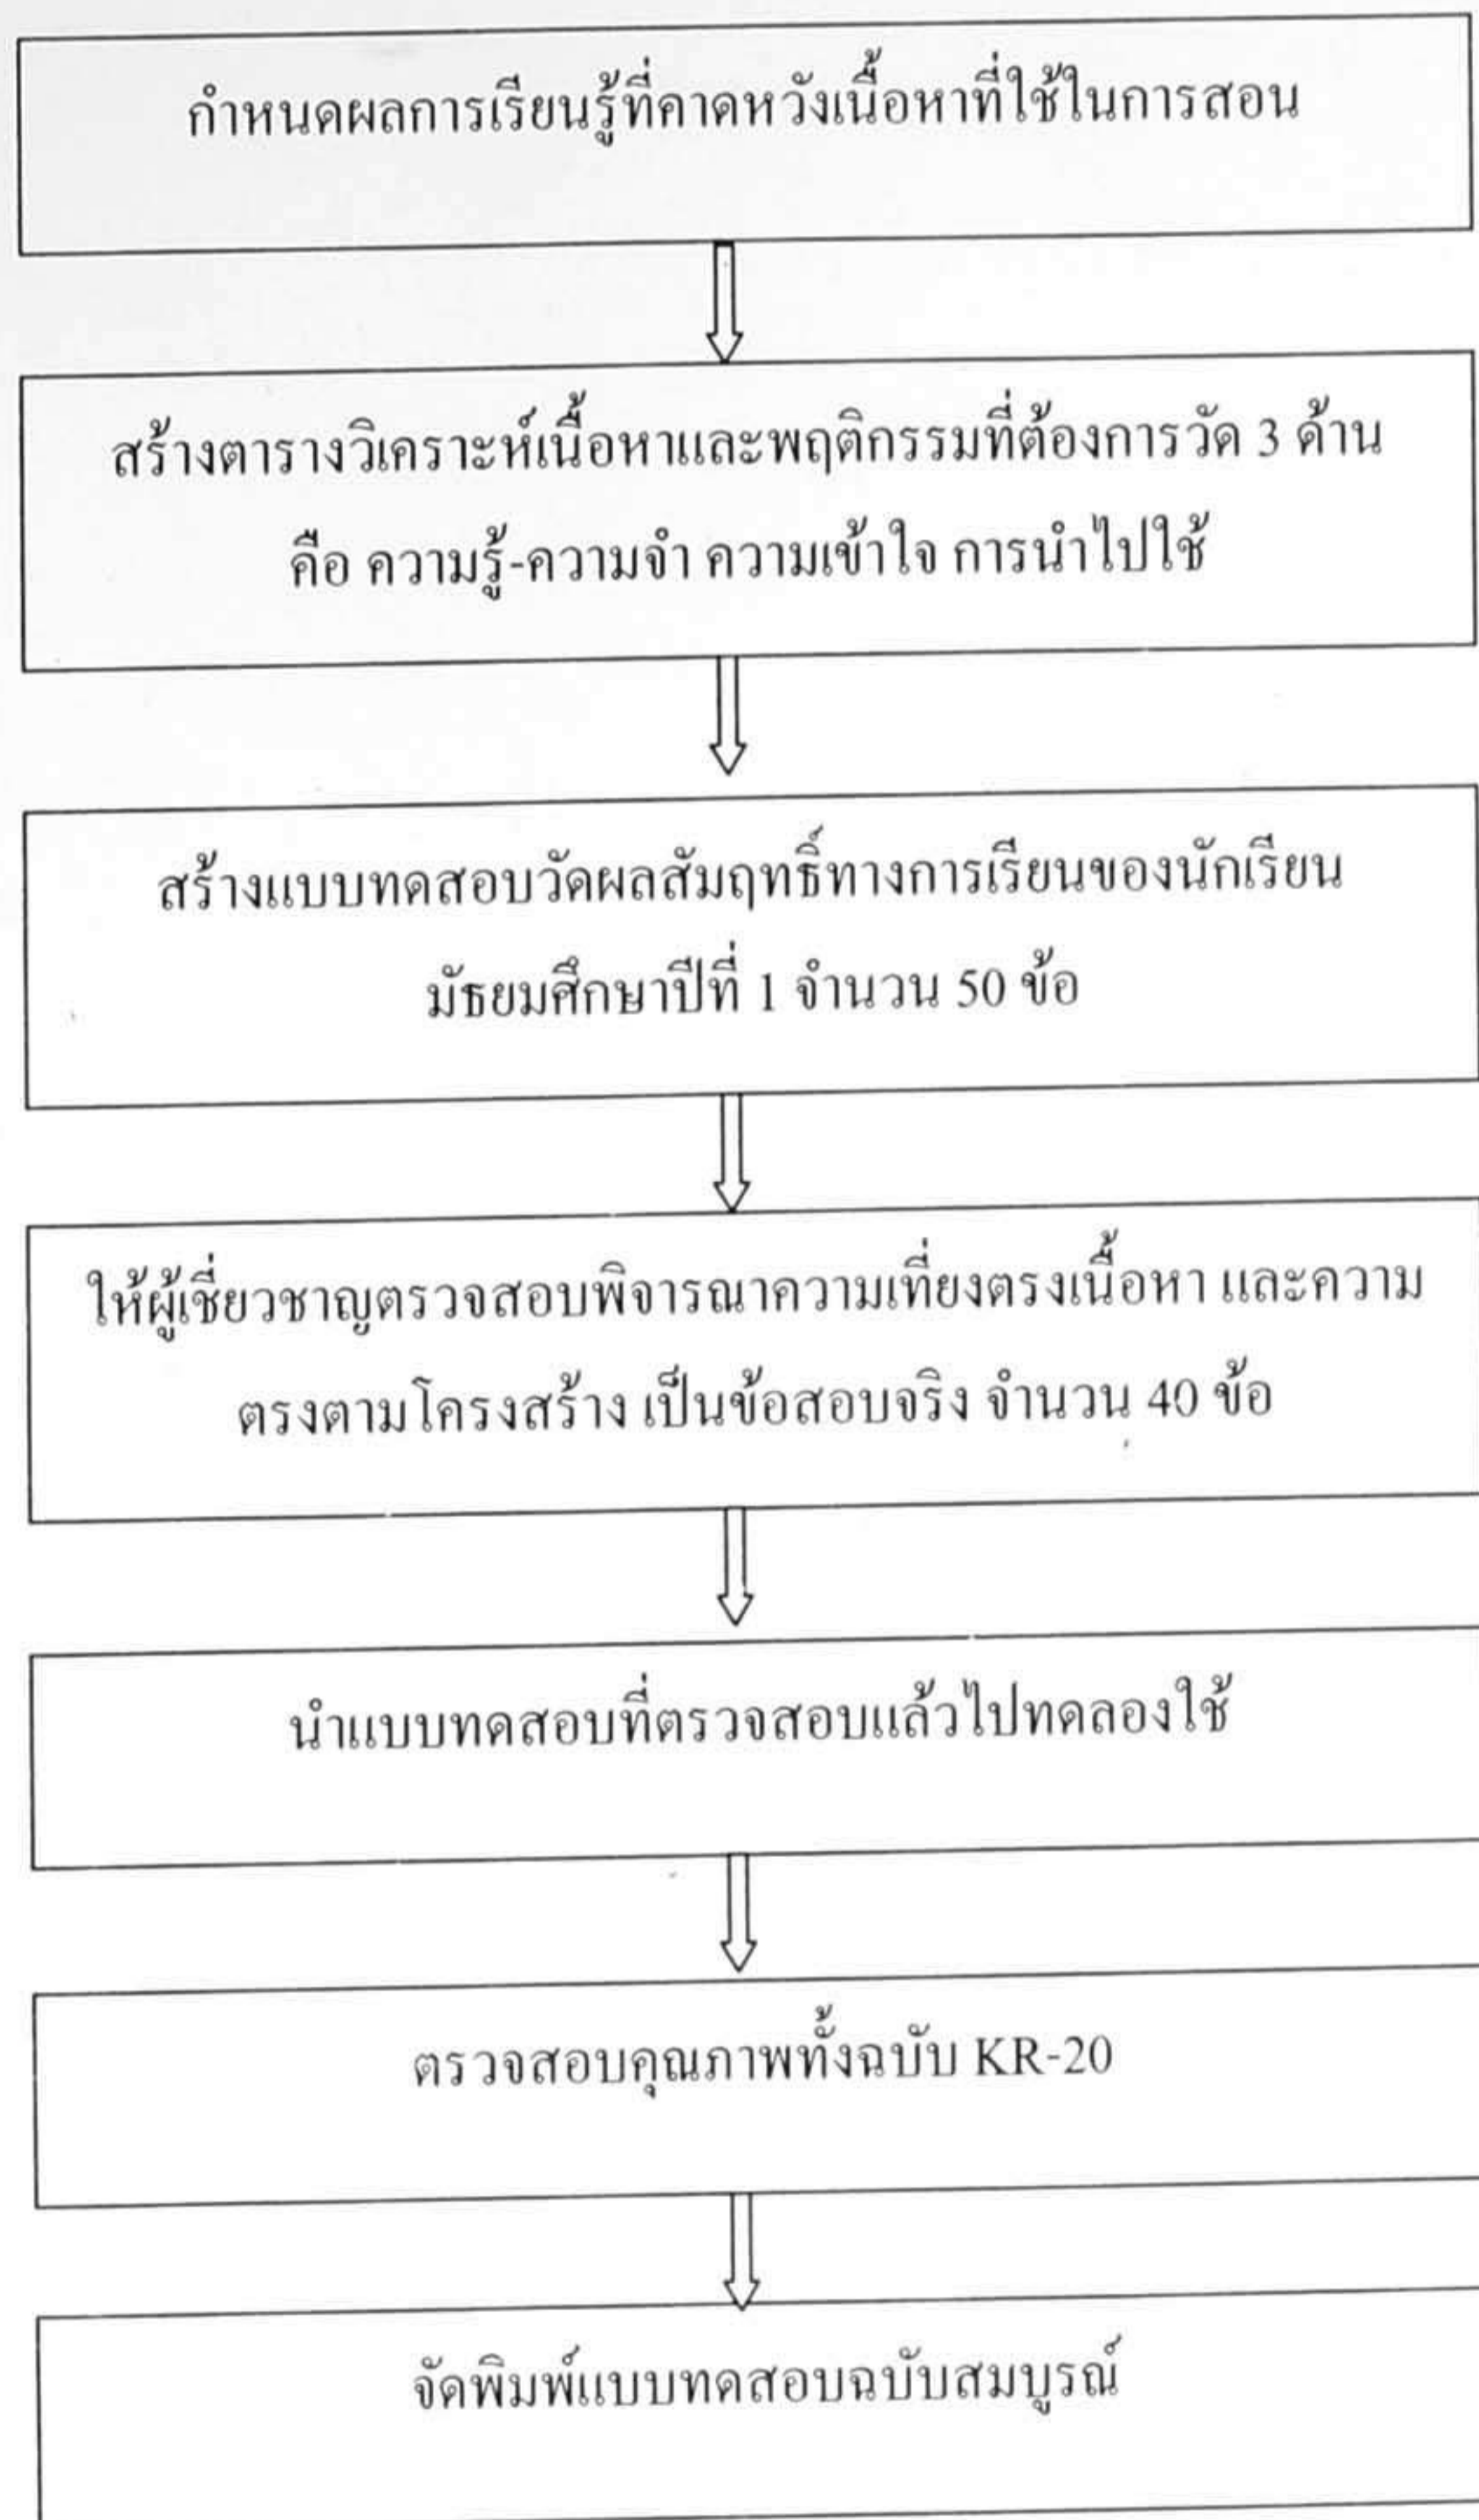 กำหนดผลการเรียนรู้ที่คาดหวังเนื้อหาที่ใช้ในการสอน
สร้างตารางวิเคราะห์เนื้อหาและพฤติกรรมที่ต้องการวัด 3 ด้าน
คือ ความรู้-ความจำ ความเข้าใจ การนำไปใช้
สร้างแบบทดสอบวัดผลสัมฤทธิ์ทางการเรียนของนักเรียน
มัธยมศึกษาปีที่ 1 จำนวน 50 ข้อ
ให้ผู้เชี่ยวชาญตรวจสอบพิจารณาความเที่ยงตรงเนื้อหา และความ
ตรงตามโครงสร้าง เป็นข้อสอบจริง จำนวน 40 ข้อ
นำแบบทดสอบที่ตรวจสอบแล้วไปทดลองใช้
ตรวจสอบคุณภาพทั้งฉบับ KR-20
จัดพิมพ์แบบทดสอบฉบับสมบูรณ์